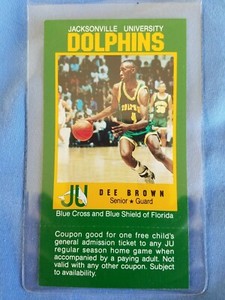 JACKSONVILLE UNIVERSITY
DOLPHINS
4
JU
DEE BROWN
Senior ★ Guard
Blue Cross and Blue Shield of Florida
Coupon good for one free child's
general admission ticket to any JU
regular season home game when
accompanied by a paying adult. Not
valid with any other coupon. Subject
to availability.